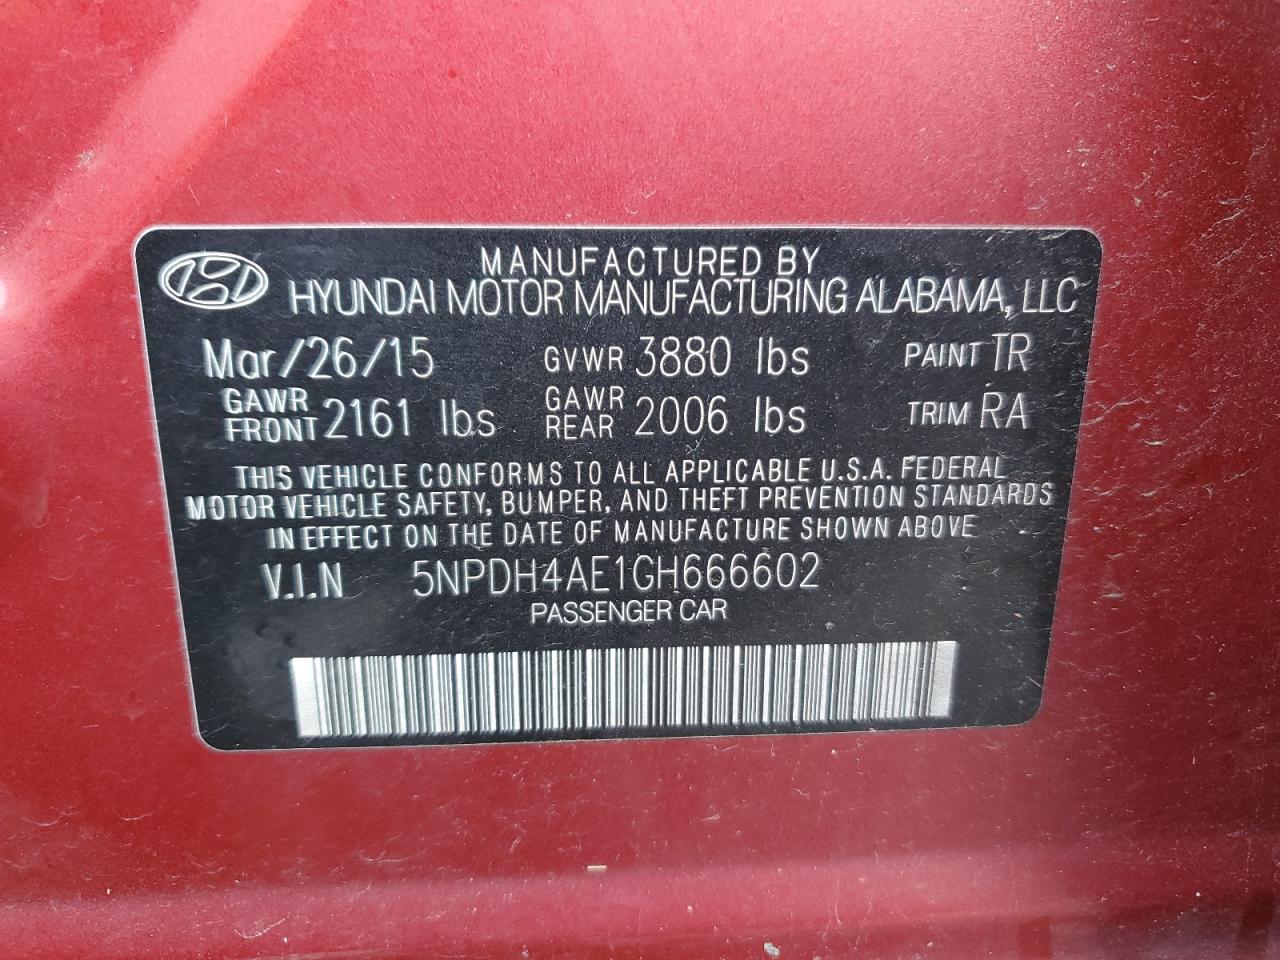 MANUFACTURED BY
HYUNDAI MOTOR MANUFACTURING ALABAMA, LLC
Mar/26/15 GVWR 3880 lbs PAINT TR
GAWR FRONT 2161 lbs GAWR REAR 2006 lbs TRIM RA
THIS VEHICLE CONFORMS TO ALL APPLICABLE U.S.A. FEDERAL
MOTOR VEHICLE SAFETY, BUMPER, AND THEFT PREVENTION STANDARDS
IN EFFECT ON THE DATE OF MANUFACTURE SHOWN ABOVE
V.I.N 5NPDH4AE1GH666602
PASSENGER CAR